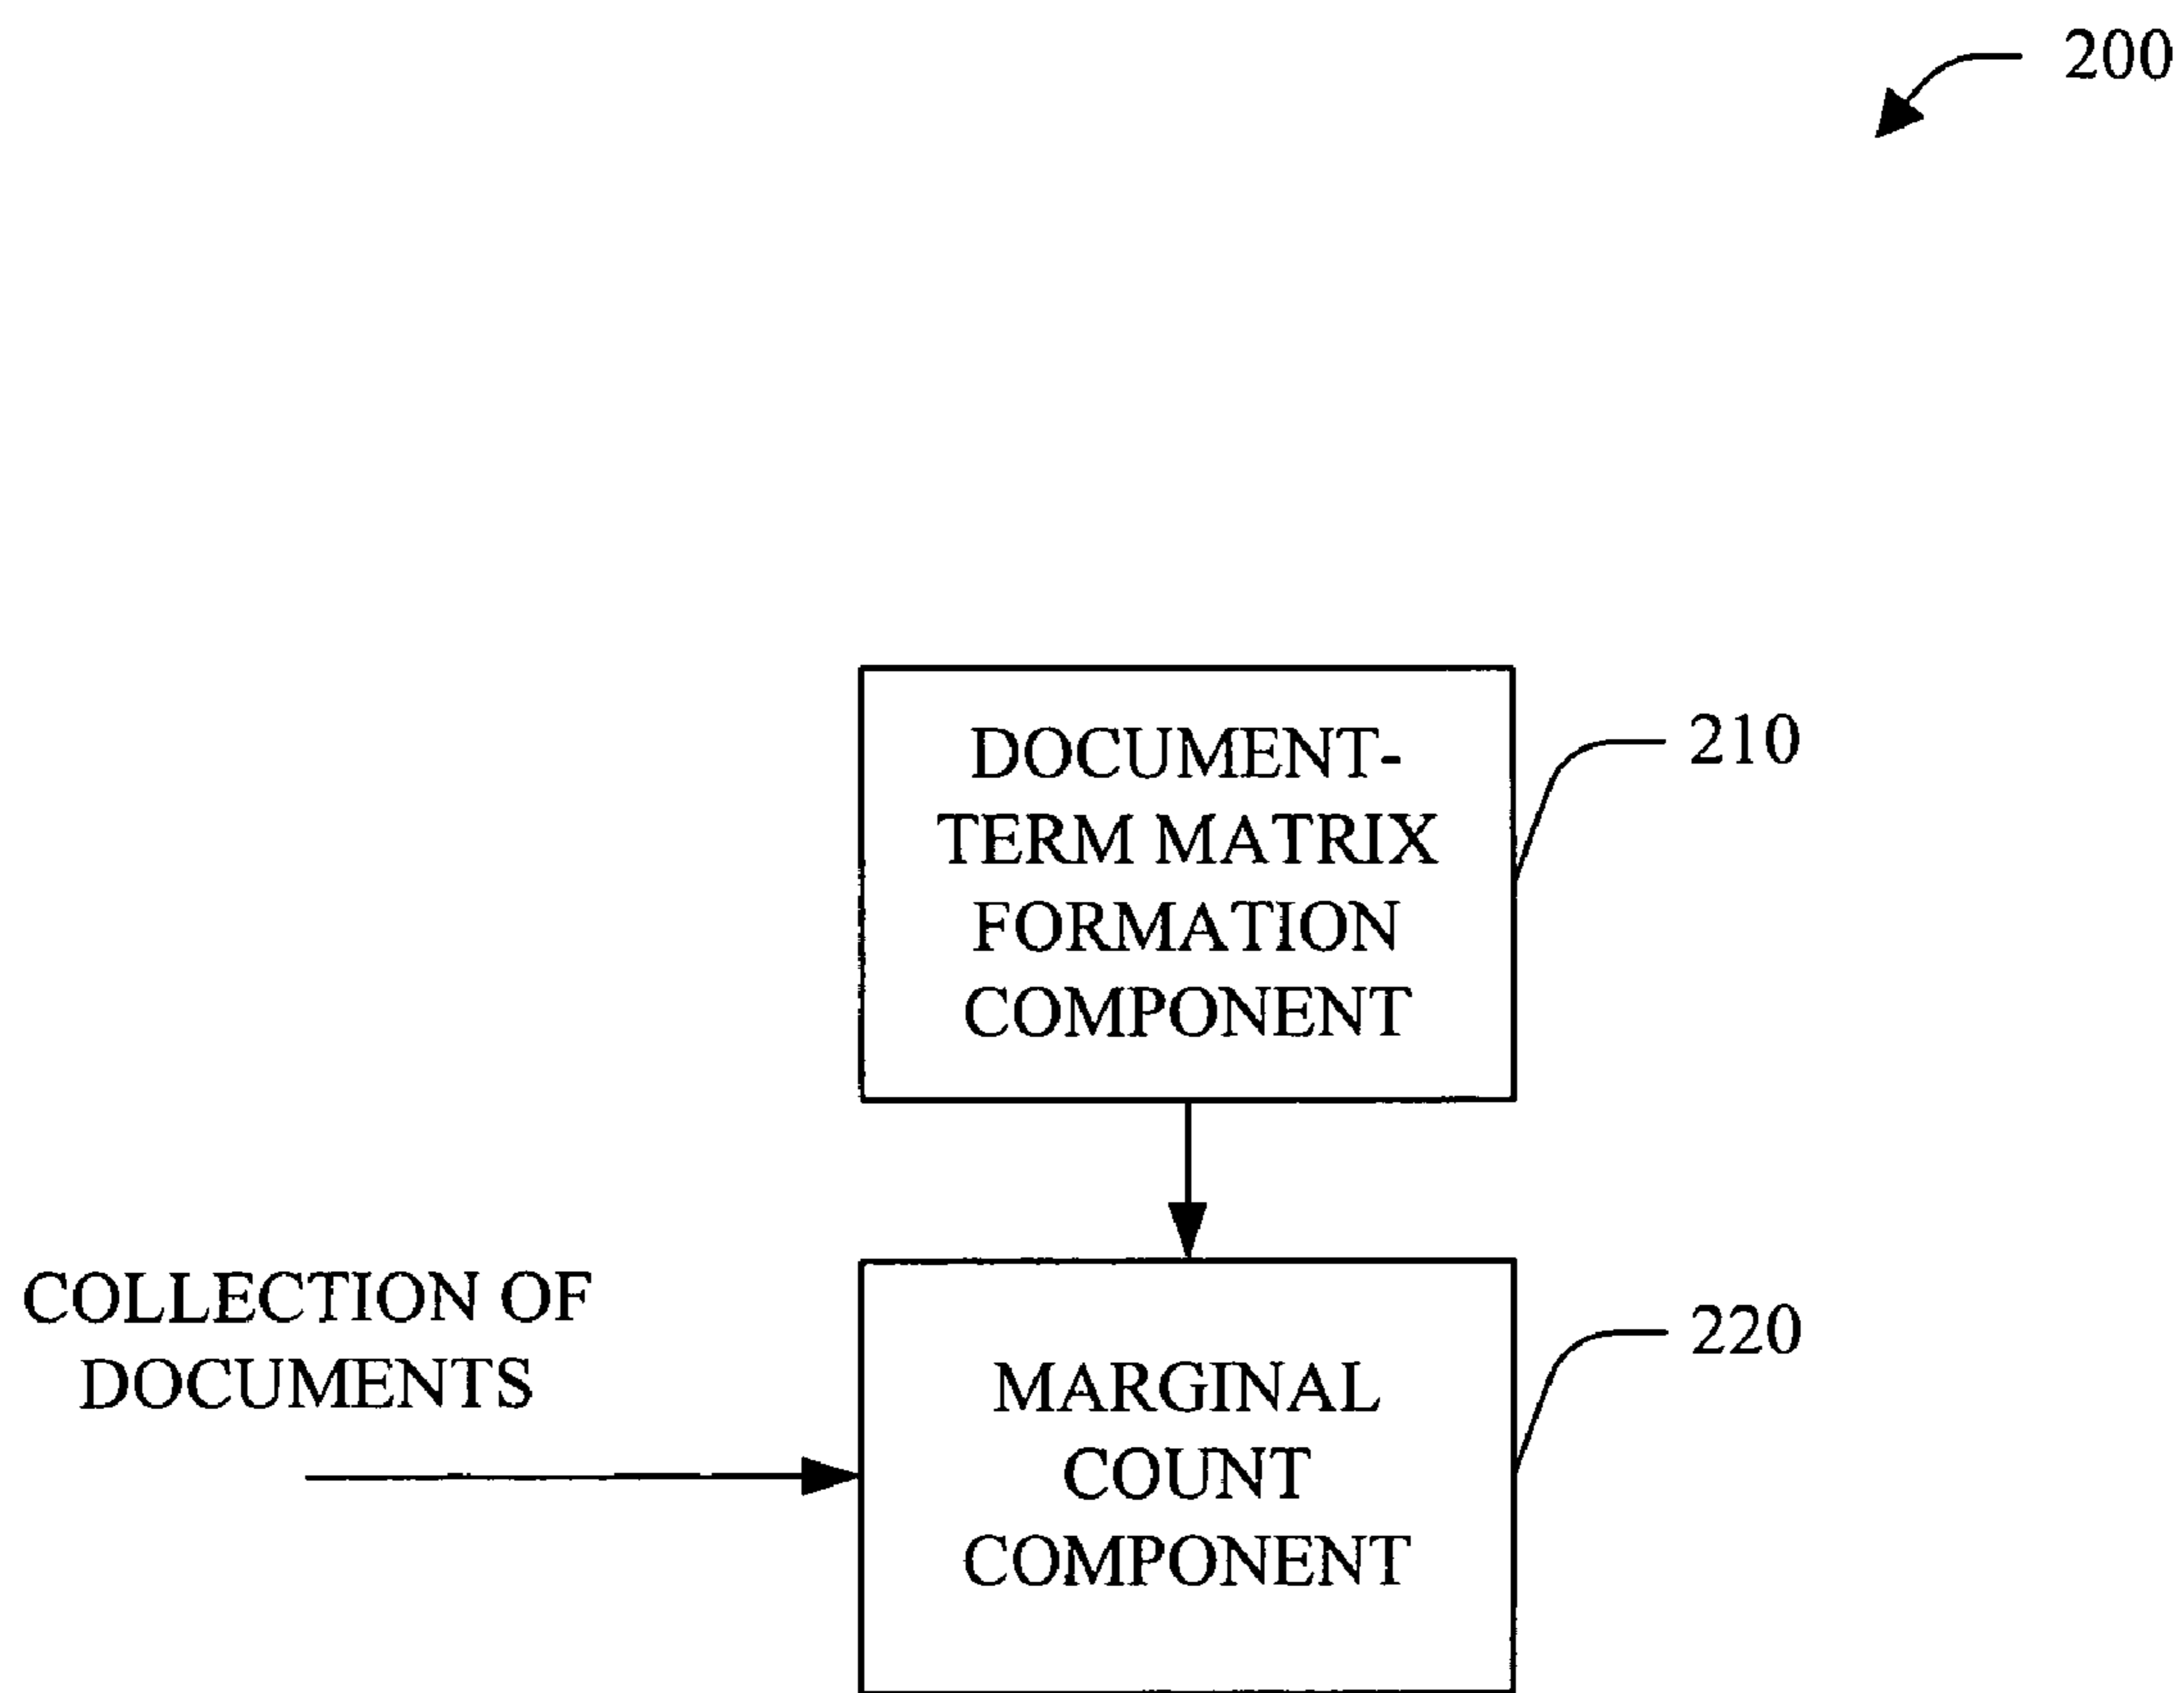 200
DOCUMENT-
TERM MATRIX
FORMATION
COMPONENT
210
COLLECTION OF
DOCUMENTS
MARGINAL
COUNT
COMPONENT
220